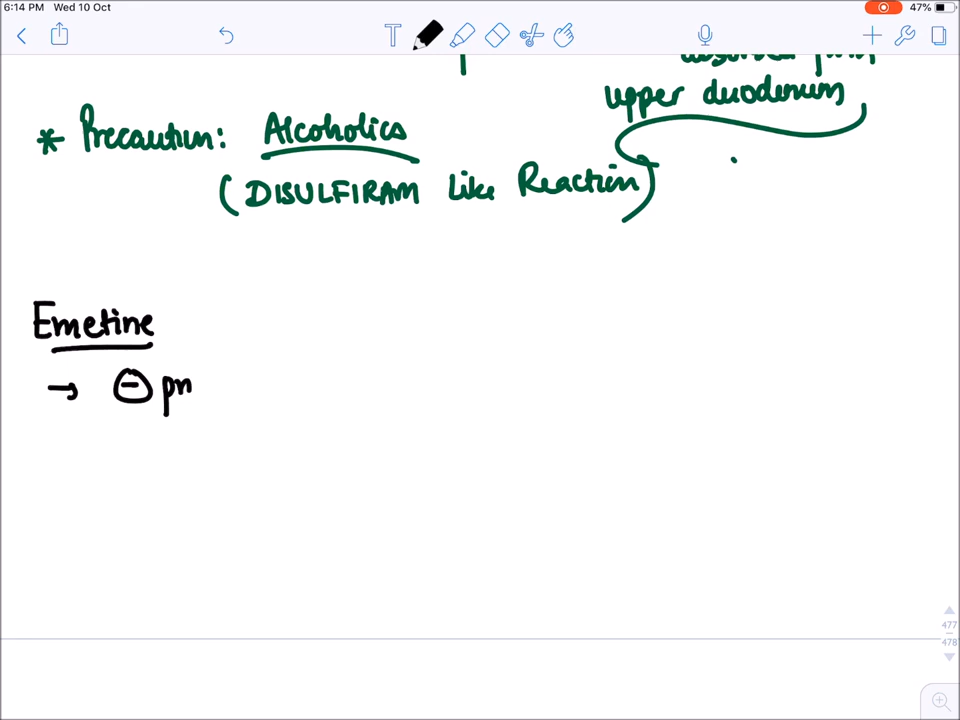 6:14 PM Wed 10 Oct 47%
T
upper duodenum
* Precaution: Alcoholics
(DISULFIRAM like Reaction)
Emetine
→ ⊖ pn
477
478